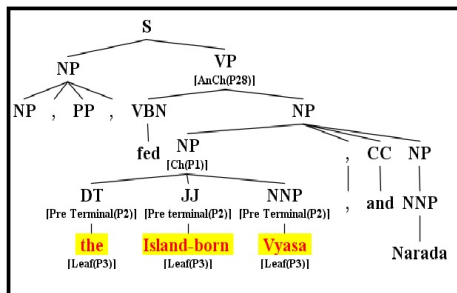 S
NP VP
[AnCh(P28)]
NP , PP , VBN NP
fed NP , CC NP
[Ch(P1)]
DT JJ NNP , and NNP
[Pre Terminal(P2)] [Pre terminal(P2)] [Pre Terminal(P2)]
the Island-born Vyasa Narada
[Leaf(P3)] [Leaf(P3)] [Leaf(P3)]